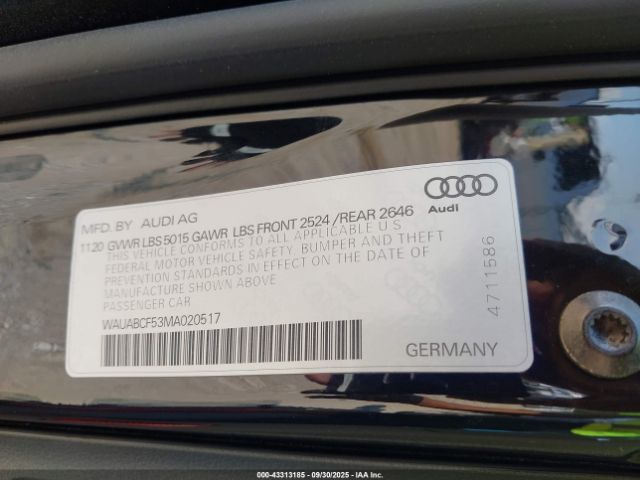 MFD. BY AUDI AG
1120 GVWR LBS 5015 GAWR LBS FRONT 2524 /REAR 2646
THIS VEHICLE CONFORMS TO ALL APPLICABLE U S
FEDERAL MOTOR VEHICLE SAFETY, BUMPER AND THEFT
PREVENTION STANDARDS IN EFFECT ON THE DATE OF
MANUFACTURE SHOWN ABOVE
PASSENGER CAR
WAUABCF53MA020517
GERMANY
Audi
4711586
000-43313185 - 09/30/2025 - IAA Inc.